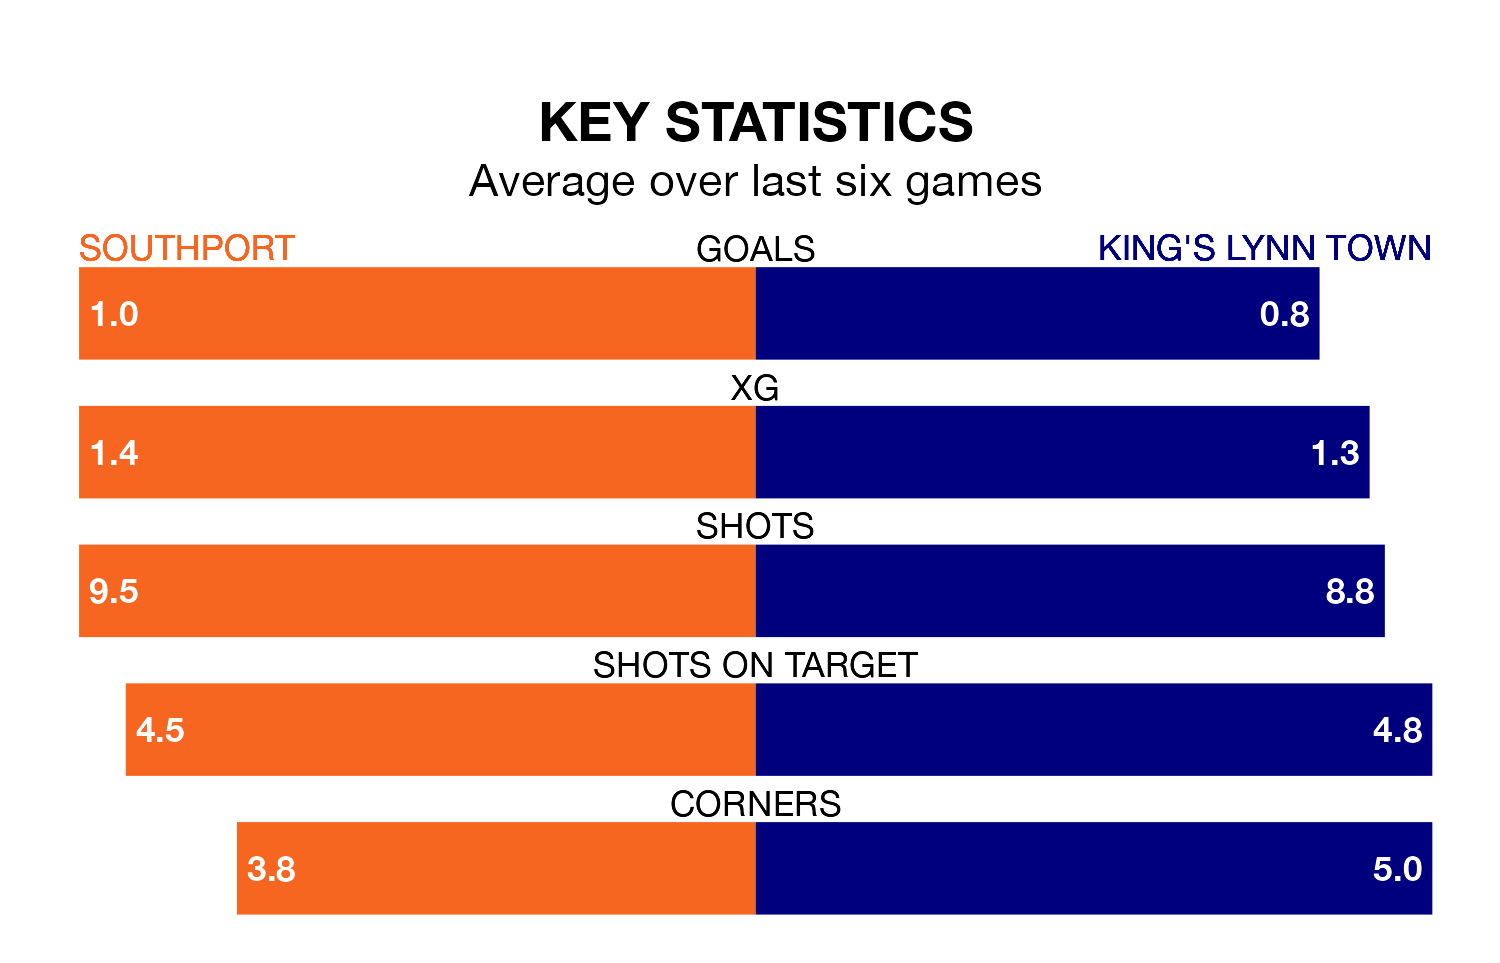 KEY STATISTICS
Average over last six games
SOUTHPORT GOALS KING'S LYNN TOWN
1.0 0.8
XG
1.4 1.3
SHOTS
9.5 8.8
SHOTS ON TARGET
4.5 4.8
CORNERS
3.8 5.0